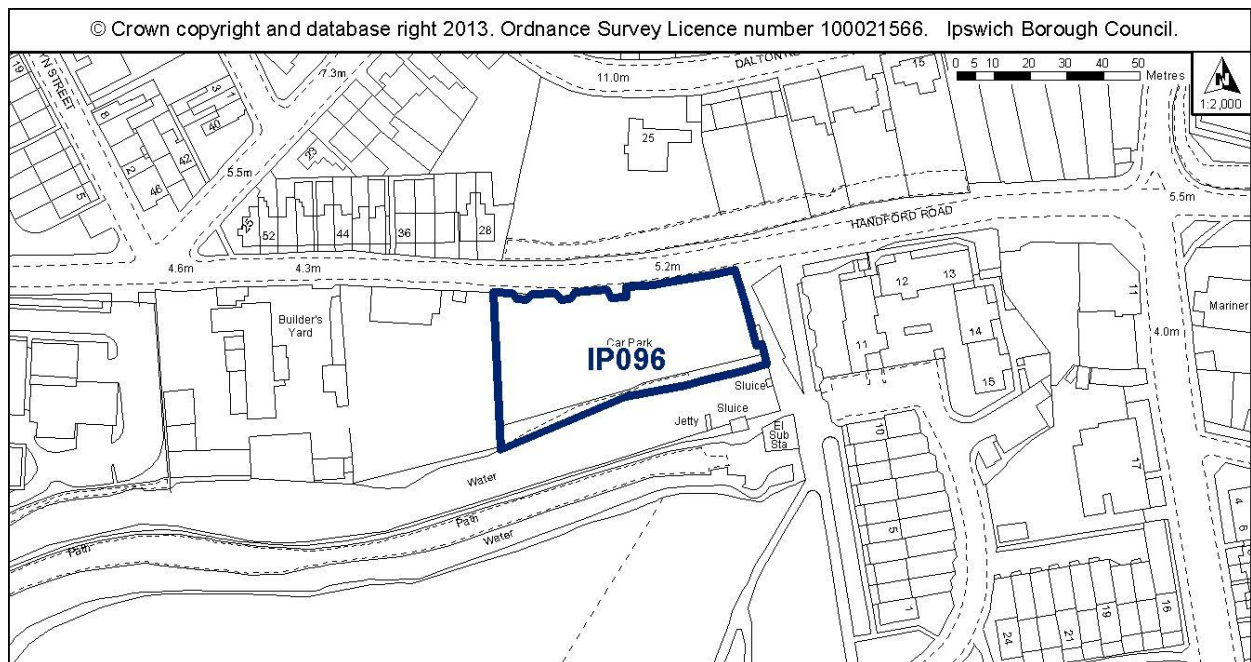 © Crown copyright and database right 2013. Ordnance Survey Licence number 100021566. Ipswich Borough Council.
0 5 10 20 30 40 50 Metres
N
1:2,000
19
YN STREET
7.3m
11.0m
DALTON
15
8
3
1
40
42
2
46
5
5.5m
23
25
25
52
44
36
28
HANDFORD ROAD
5.5m
4.6m
4.3m
5.2m
Builder's
Yard
Car Park
IP096
12
13
11
14
11
15
Mariner
4.0m
Sluice
Sluice
Jetty
El
Sub
Sta
10
17
Water
Path
Water
Path
5
1
4
6
24
21
19
16